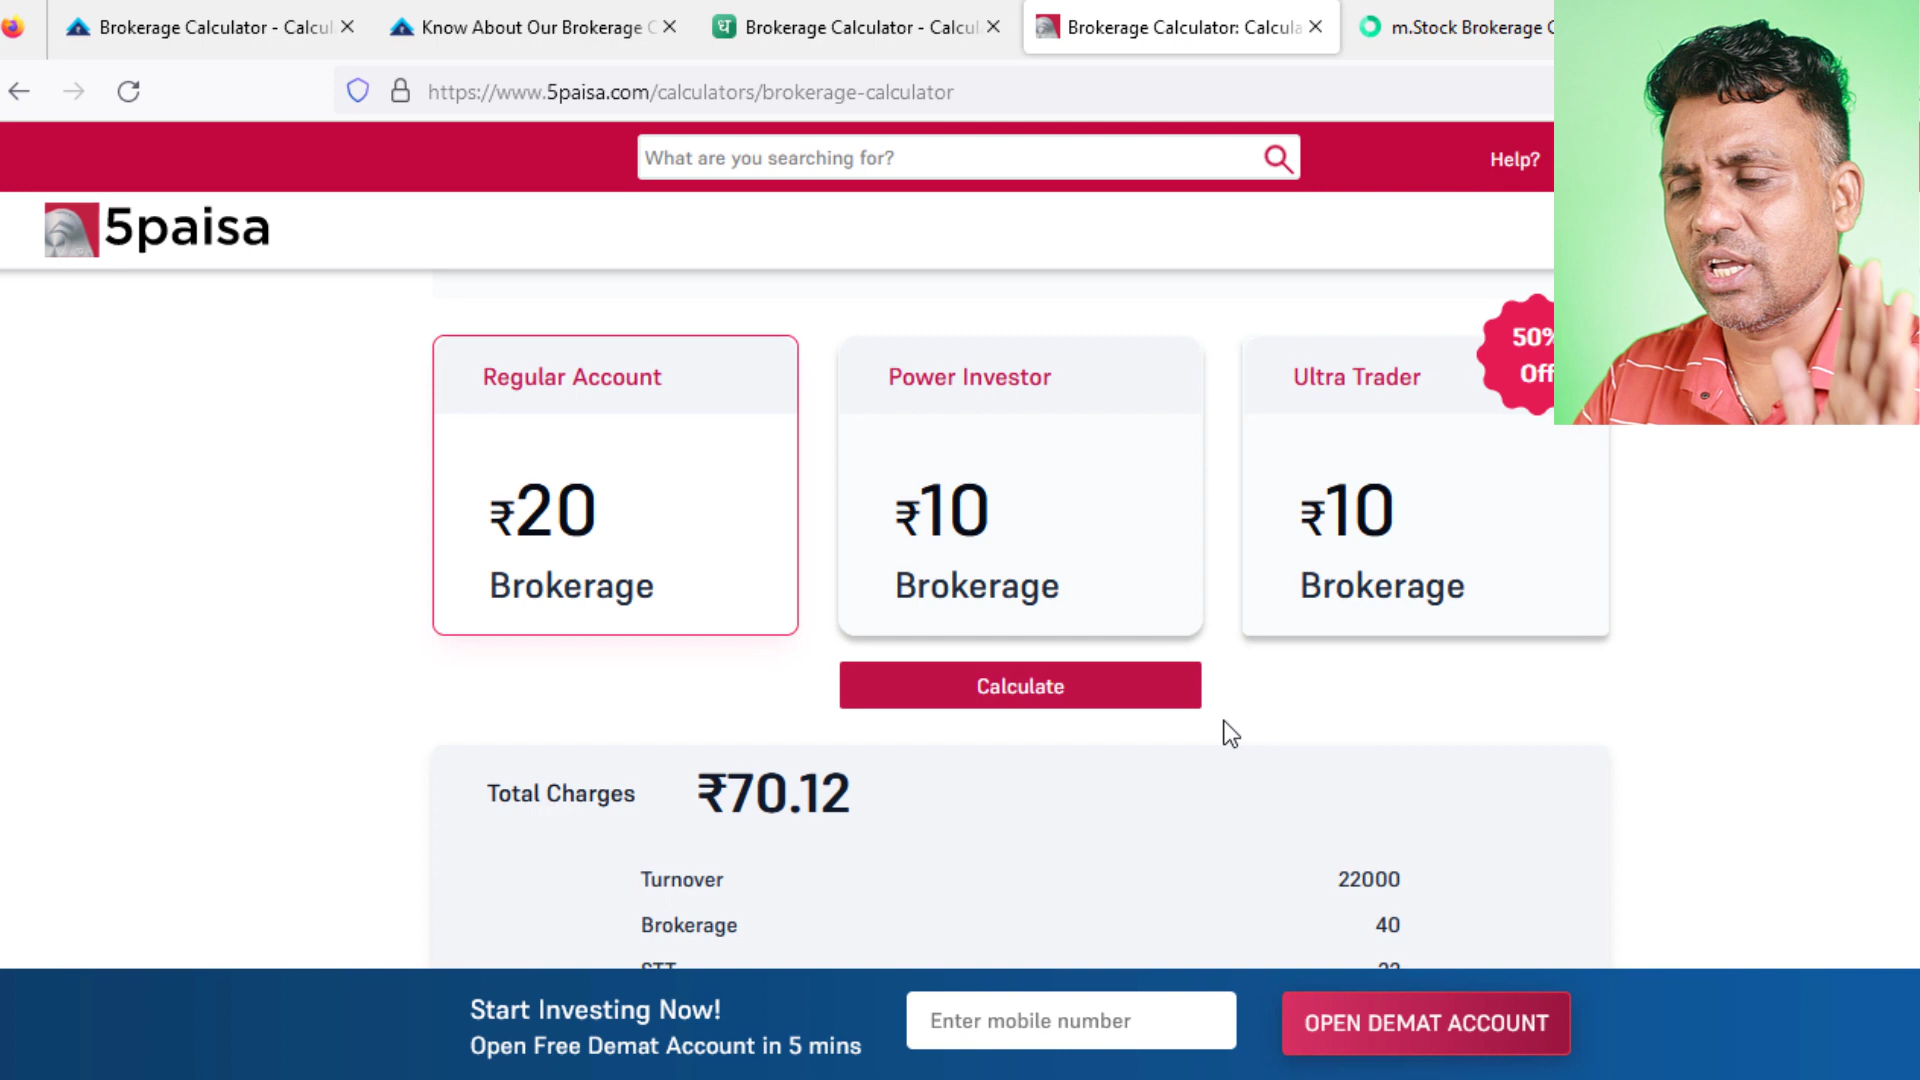 Brokerage Calculator - Calcul
Know About Our Brokerage C
ध
Brokerage Calculator - Calcul
Brokerage Calculator: Calcula
m.Stock Brokerage C
https://www.5paisa.com/calculators/brokerage-calculator
What are you searching for?
Help?
5paisa
50%
Off
Regular Account
₹20
Brokerage
Power Investor
₹10
Brokerage
Ultra Trader
₹10
Brokerage
Calculate
Total Charges ₹70.12
Turnover 22000
Brokerage 40
STT 22
Start Investing Now!
Open Free Demat Account in 5 mins
Enter mobile number
OPEN DEMAT ACCOUNT